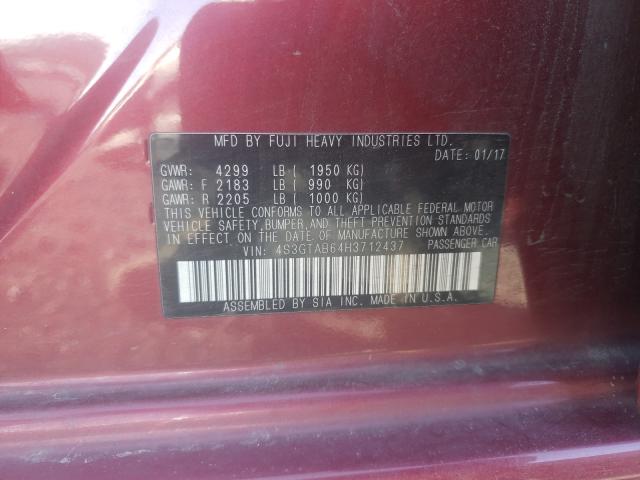 MFD BY FUJI HEAVY INDUSTRIES LTD.
DATE: 01/17
GVWR: 4299 LB ( 1950 KG)
GAWR: F 2183 LB ( 990 KG)
GAWR: R 2205 LB ( 1000 KG)
THIS VEHICLE CONFORMS TO ALL APPLICABLE FEDERAL MOTOR
VEHICLE SAFETY, BUMPER, AND THEFT PREVENTION STANDARDS
IN EFFECT ON THE DATE OF MANUFACTURE SHOWN ABOVE.
VIN: 4S3GTAB64H3712437 PASSENGER CAR
ASSEMBLED BY SIA INC. MADE IN U.S.A.